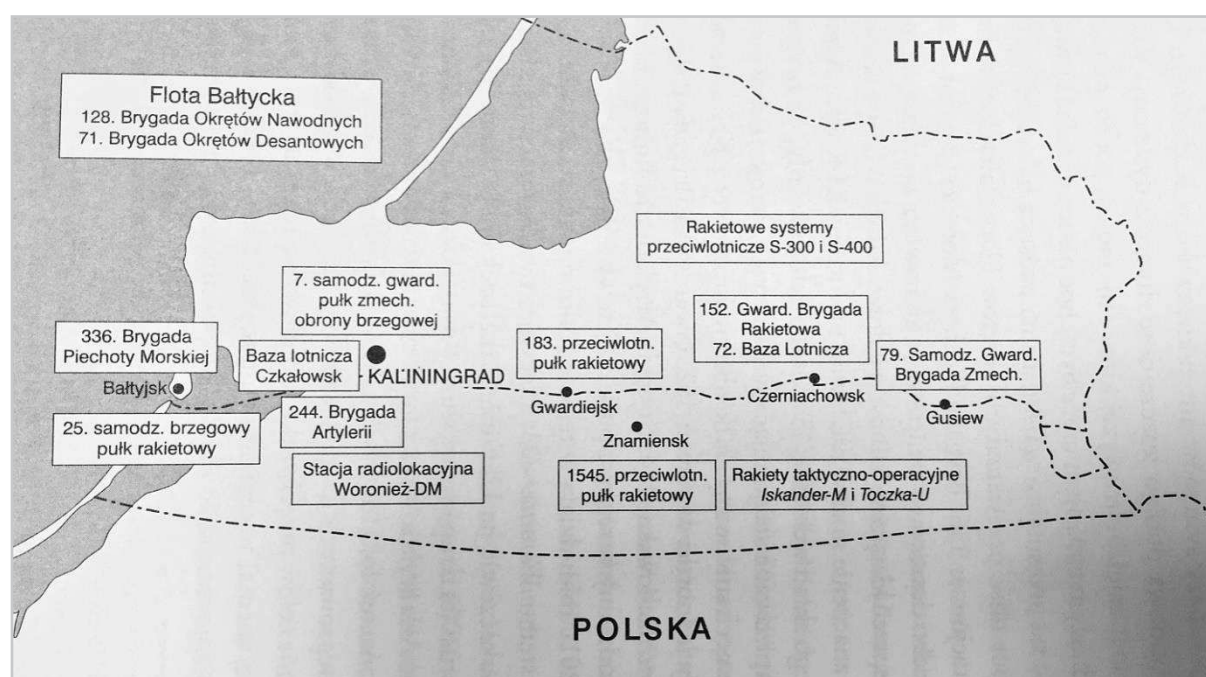 LITWA
Flota Bałtycka
128. Brygada Okrętów Nawodnych
71. Brygada Okrętów Desantowych
Rakietowe systemy
przeciwlotnicze S-300 i S-400
7. samodz. gward.
pułk zmech.
obrony brzegowej
336. Brygada
Piechoty Morskiej
Bałtyjsk
Baza lotnicza
Czkałowsk
KALININGRAD
183. przeciwlotn.
pułk rakietowy
Gwardiejsk
152. Gward. Brygada
Rakietowa
72. Baza Lotnicza
Czerniachowsk
79. Samodz. Gward.
Brygada Zmech.
Gusiew
25. samodz. brzegowy
pułk rakietowy
244. Brygada
Artylerii
Znamiensk
Stacja radiolokacyjna
Woronież-DM
1545. przeciwlotn.
pułk rakietowy
Rakiety taktyczno-operacyjne
Iskander-M i Toczka-U
POLSKA